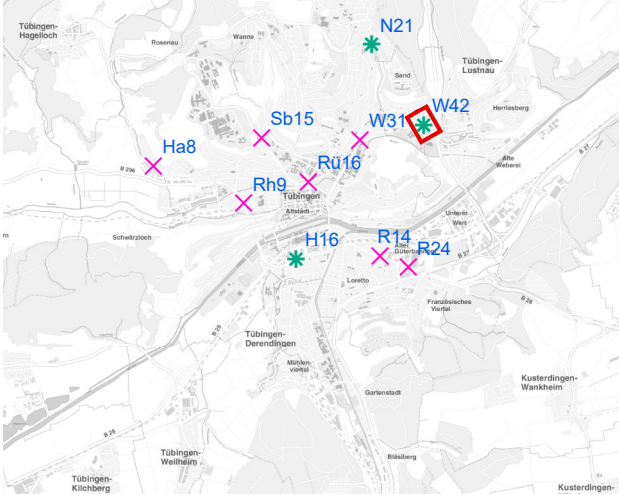 Tübingen-
Hagelloch
N21
Rosenau
Wanne
Tübingen-
Lustnau
Sand
W42
Herrlesberg
Sb15
W31
Ha8
B 296
Rü16
Alte
Weberei
B 27
Rh9
Tübingen
Altstadt
Unterer
Wert
Schwärzloch
H16
R14
Alter
Güterbahnhof
R24
B 27
Loretto
B 28
Französisches
Viertel
B 28
Tübingen-
Derendingen
Mühlen-
viertel
Gartenstadt
Kusterdingen-
Wankheim
B 28
Tübingen-
Weilheim
Bläsiberg
Tübingen-
Kilchberg
Kusterdingen-